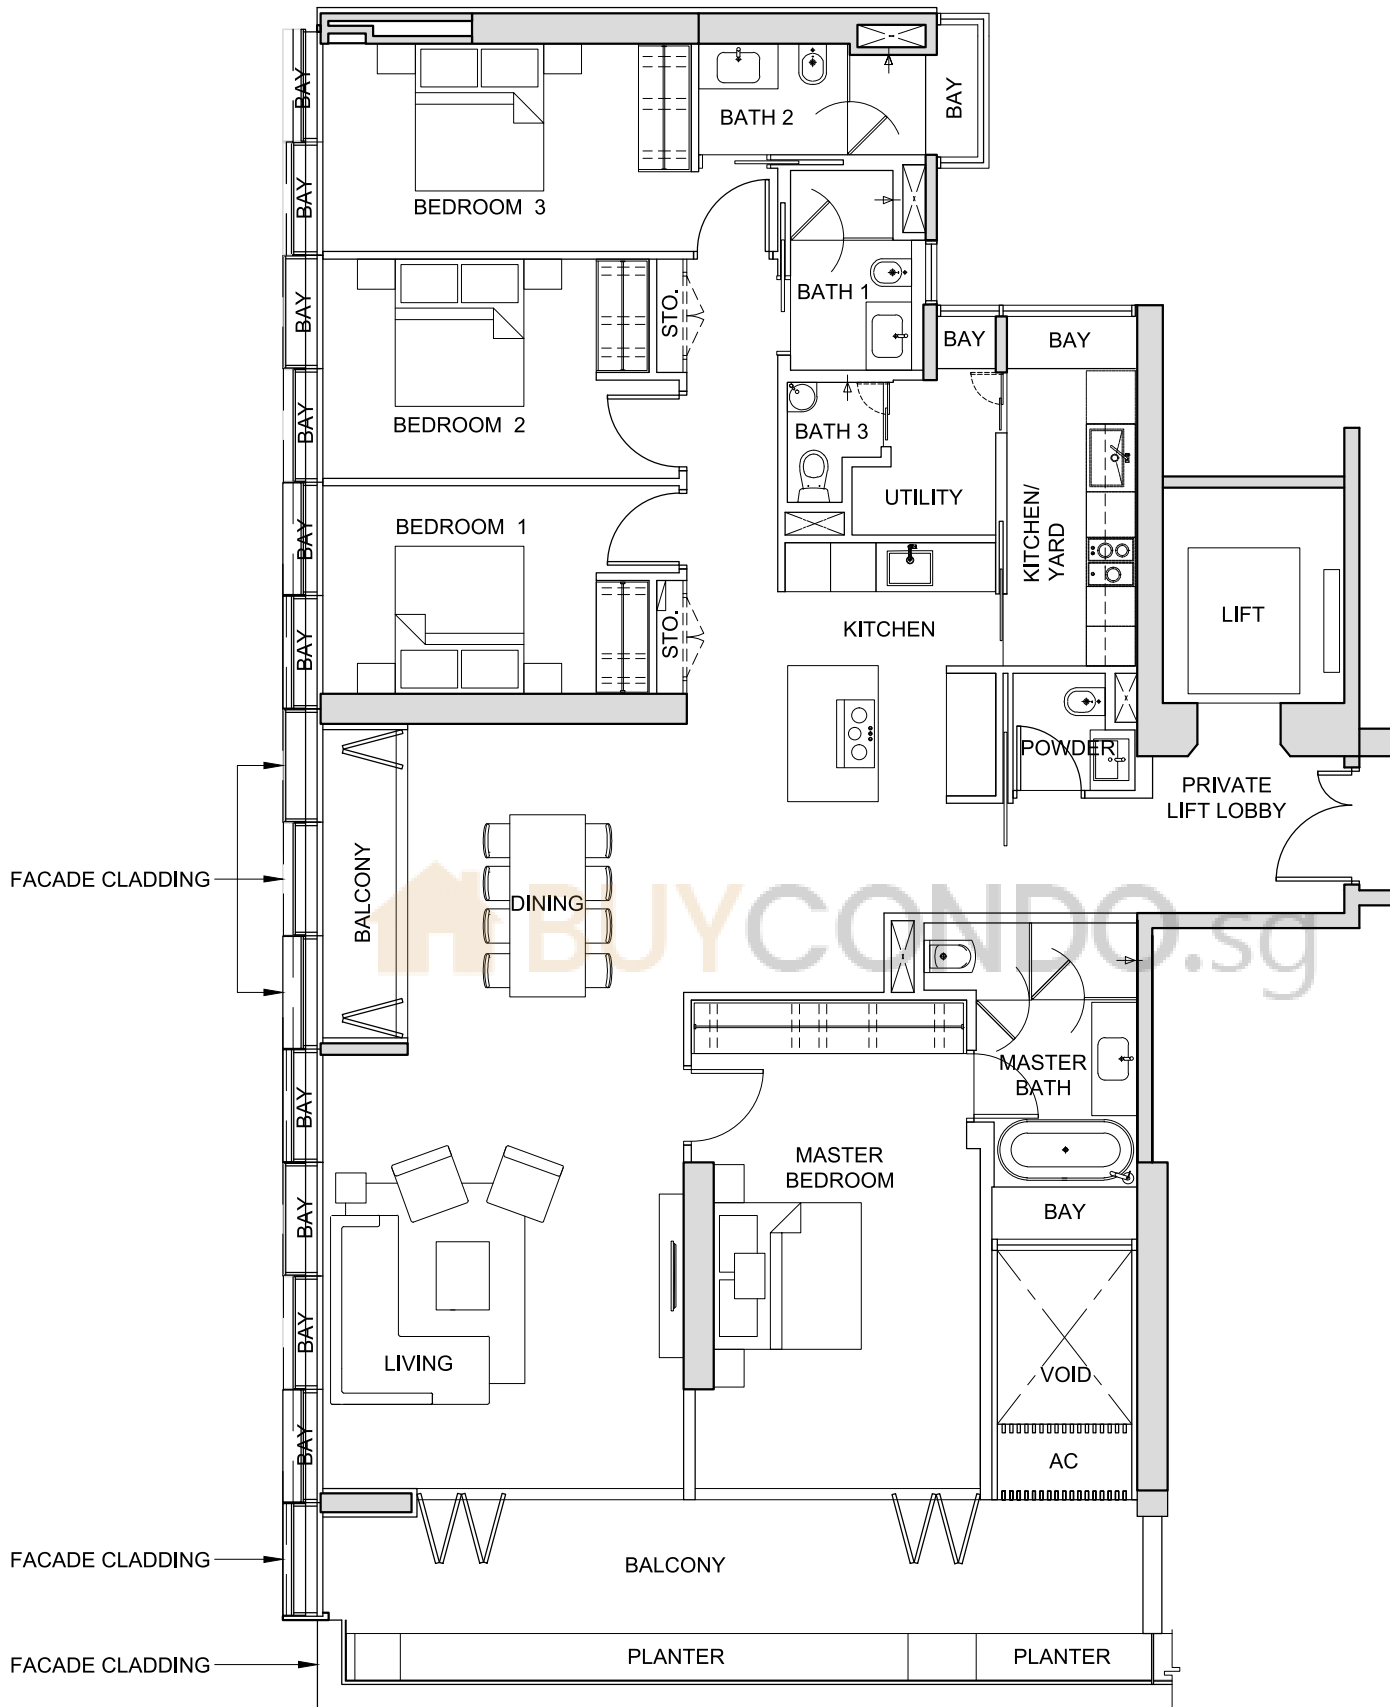 BAY
BAY
BATH 2
BAY
BEDROOM 3
BAY
STO.
BATH 1
BAY
BAY
BEDROOM 2
BAY
BATH 3
UTILITY
BEDROOM 1
BAY
KITCHEN/
YARD
BAY
STO.
KITCHEN
LIFT
POWDER
PRIVATE
LIFT LOBBY
FACADE CLADDING
BALCONY
DINING
BUYCONDO.sg
MASTER
BATH
BAY
MASTER
BEDROOM
BAY
BAY
BAY
LIVING
VOID
BAY
AC
FACADE CLADDING
BALCONY
FACADE CLADDING
PLANTER
PLANTER